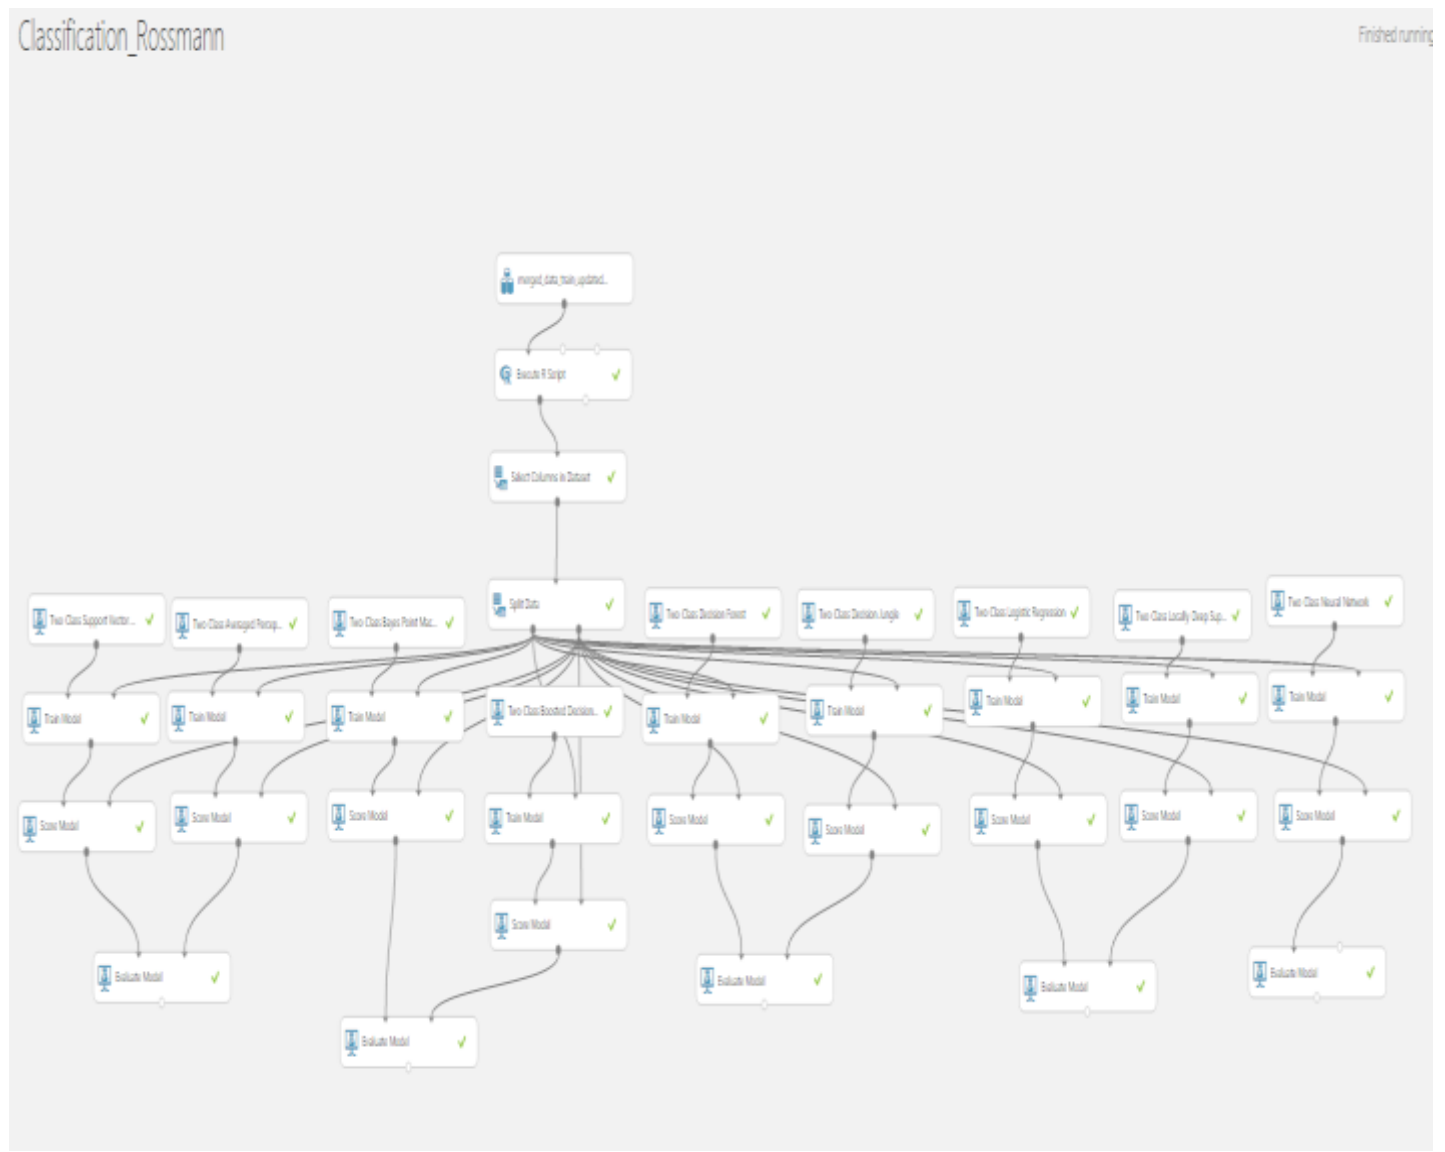 Classification_Rossmann
Finished running
merged_data_train_updated...
Execute R Script
Select Columns in Dataset
Split Data
Two-Class Support Vector...
Two-Class Averaged Percep...
Two-Class Bayes Point Mac...
Two-Class Decision Forest
Two-Class Decision Jungle
Two-Class Logistic Regression
Two-Class Locally Deep Sup...
Two-Class Neural Network
Train Model
Train Model
Train Model
Two-Class Boosted Decision...
Train Model
Train Model
Train Model
Train Model
Train Model
Score Model
Score Model
Score Model
Train Model
Score Model
Score Model
Score Model
Score Model
Score Model
Score Model
Evaluate Model
Evaluate Model
Evaluate Model
Evaluate Model
Evaluate Model